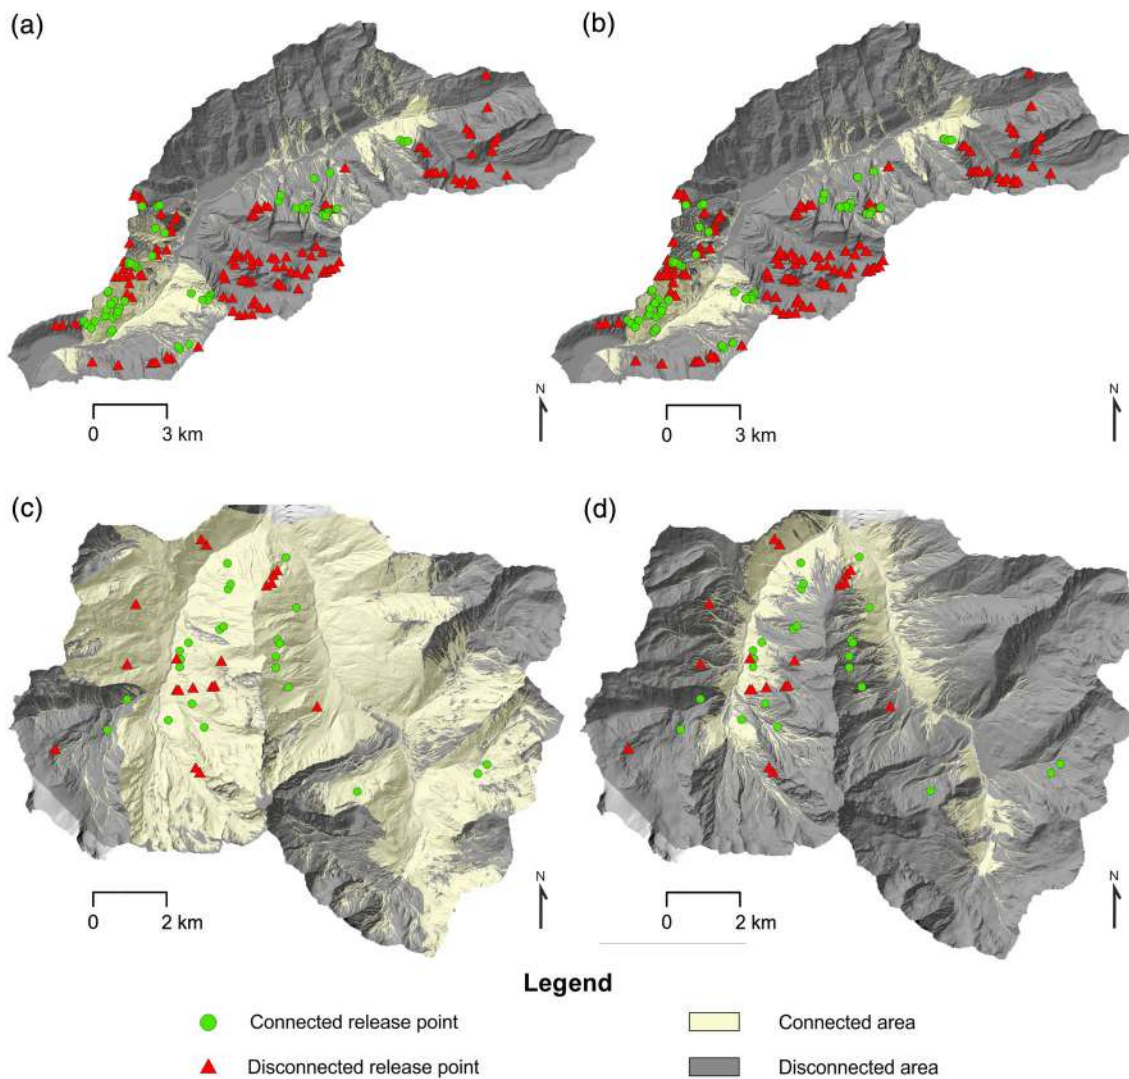 (a)
(b)
N
N
0 3 km
0 3 km
(c)
(d)
N
N
0 2 km
0 2 km
Legend
Connected release point
Connected area
Disconnected release point
Disconnected area